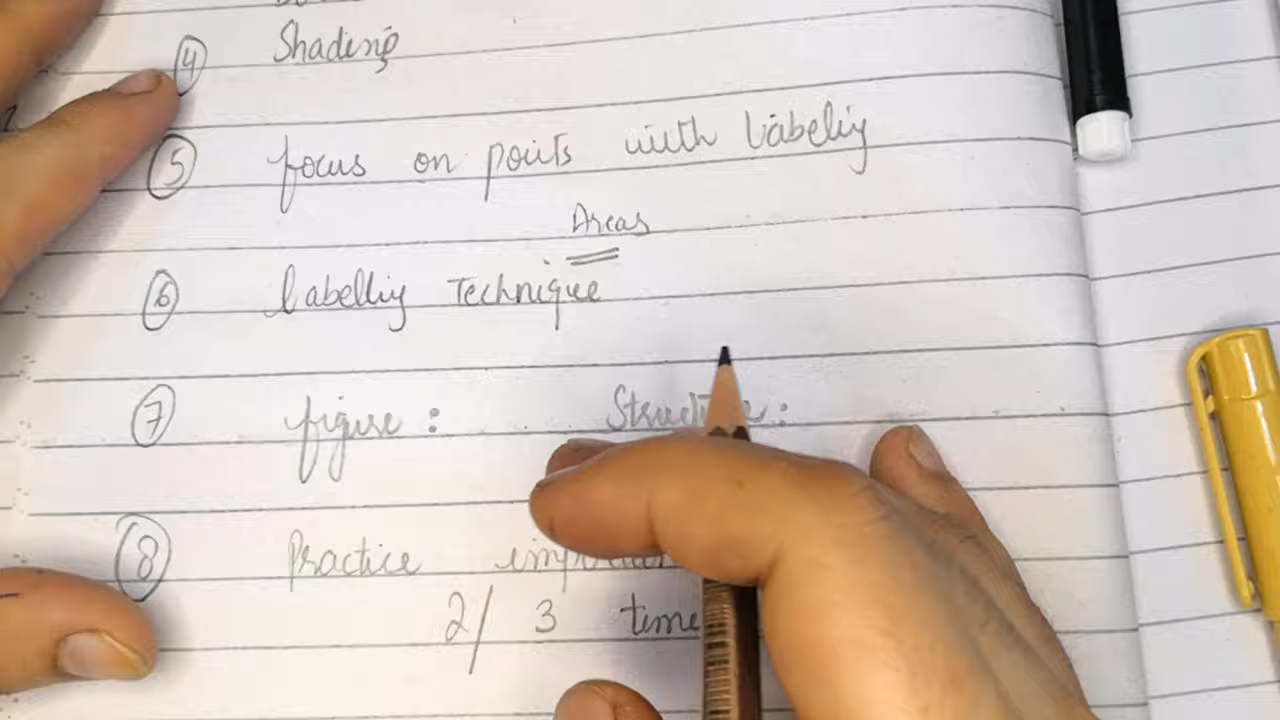 ④ Shading
⑤ focus on points with labeling
Areas
⑥ labelling Technique
⑦ figure : Structure :
⑧ Practice
2/ 3 time